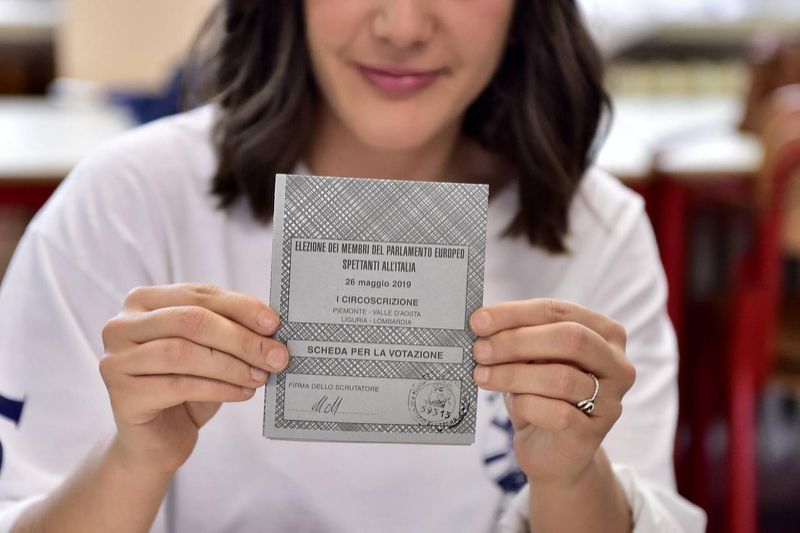 ELEZIONE DEI MEMBRI DEL PARLAMENTO EUROPEO
SPETTANTI ALL'ITALIA
26 maggio 2019
I CIRCOSCRIZIONE
PIEMONTE - VALLE D'AOSTA
LIGURIA - LOMBARDIA
SCHEDA PER LA VOTAZIONE
FIRMA DELLO SCRUTATORE